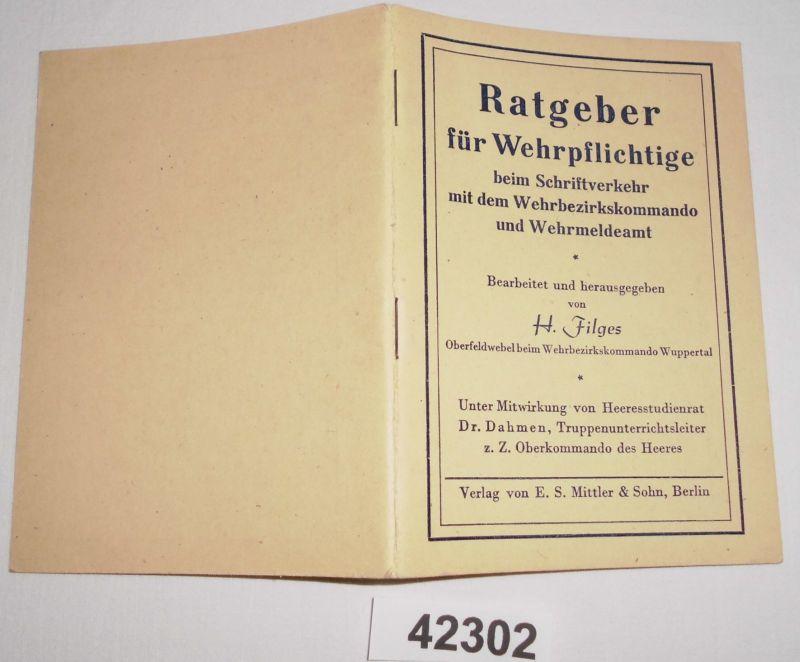 Ratgeber
für Wehrpflichtige
beim Schriftverkehr
mit dem Wehrbezirkskommando
und Wehrmeldeamt
*
Bearbeitet und herausgegeben
von
H. Filges
Oberfeldwebel beim Wehrbezirkskommando Wuppertal
*
Unter Mitwirkung von Heeresstudienrat
Dr. Dahmen, Truppenunterrichtsleiter
z. Z. Oberkommando des Heeres
Verlag von E. S. Mittler & Sohn, Berlin
42302